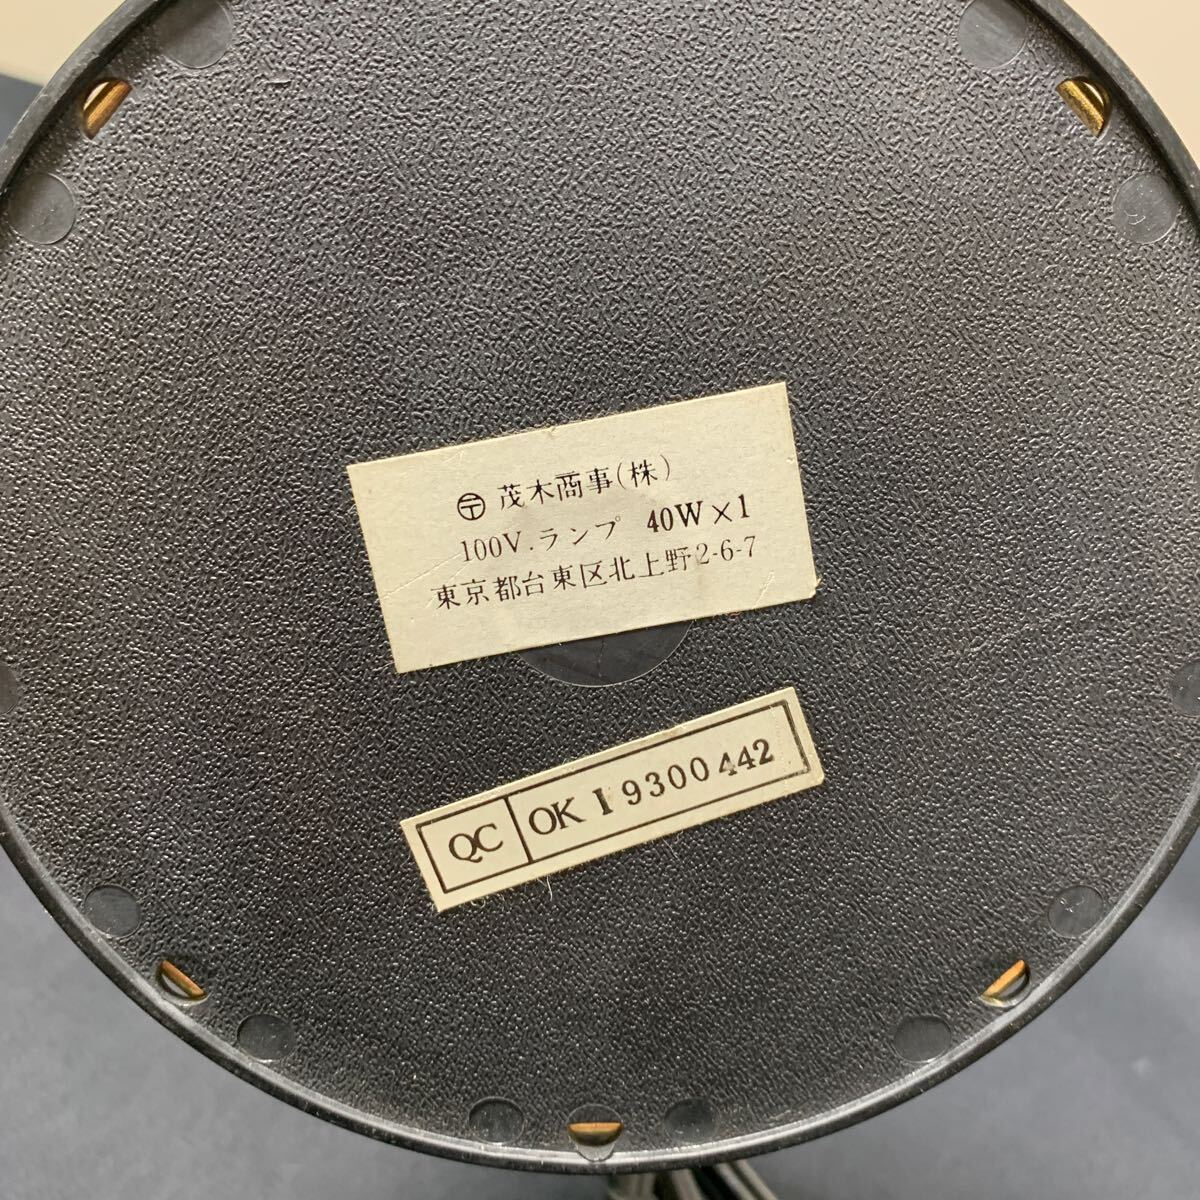 〶 茂木商事(株)
100V.ランプ 40W×1
東京都台東区北上野2-6-7
QC OK I 9300442